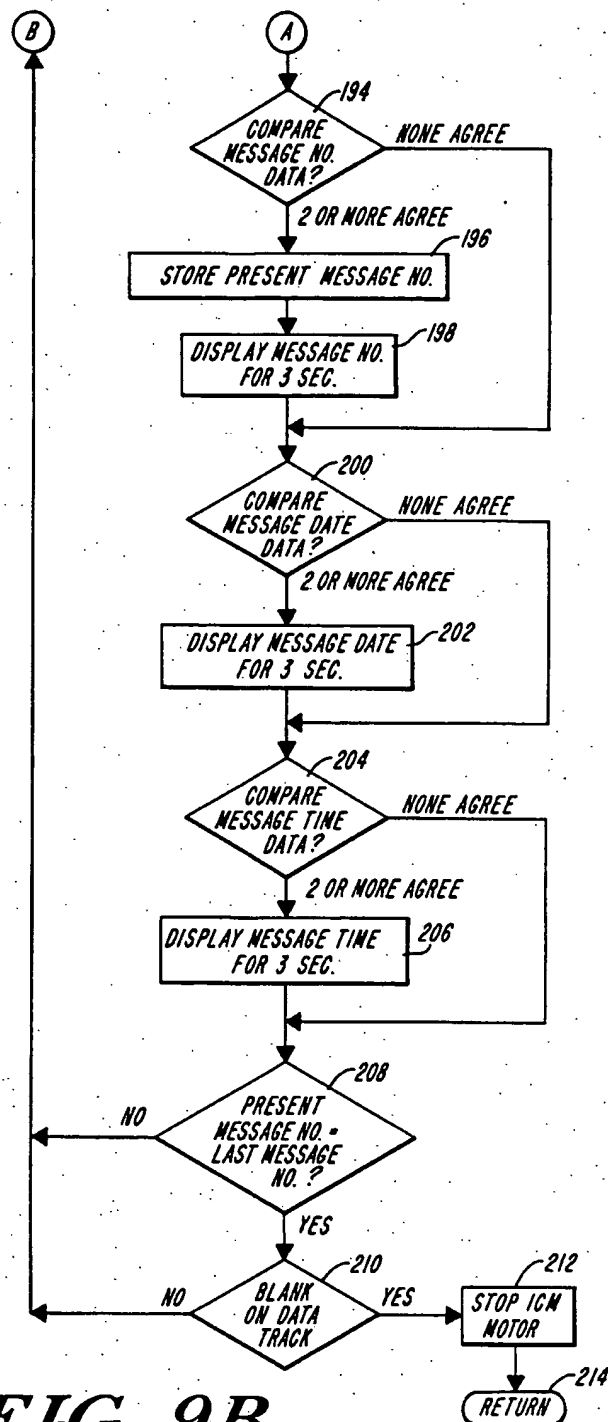 B
A
194
COMPARE
MESSAGE NO.
DATA?
NONE AGREE
2 OR MORE AGREE
196
STORE PRESENT MESSAGE NO.
198
DISPLAY MESSAGE NO.
FOR 3 SEC.
200
COMPARE
MESSAGE DATE
DATA?
NONE AGREE
2 OR MORE AGREE
202
DISPLAY MESSAGE DATE
FOR 3 SEC.
204
COMPARE
MESSAGE TIME
DATA?
NONE AGREE
2 OR MORE AGREE
206
DISPLAY MESSAGE TIME
FOR 3 SEC.
208
PRESENT
MESSAGE NO. =
LAST MESSAGE
NO. ?
NO
YES
210
BLANK
ON DATA
TRACK
NO
YES
212
STOP ICM
MOTOR
214
RETURN
FIG. 9B